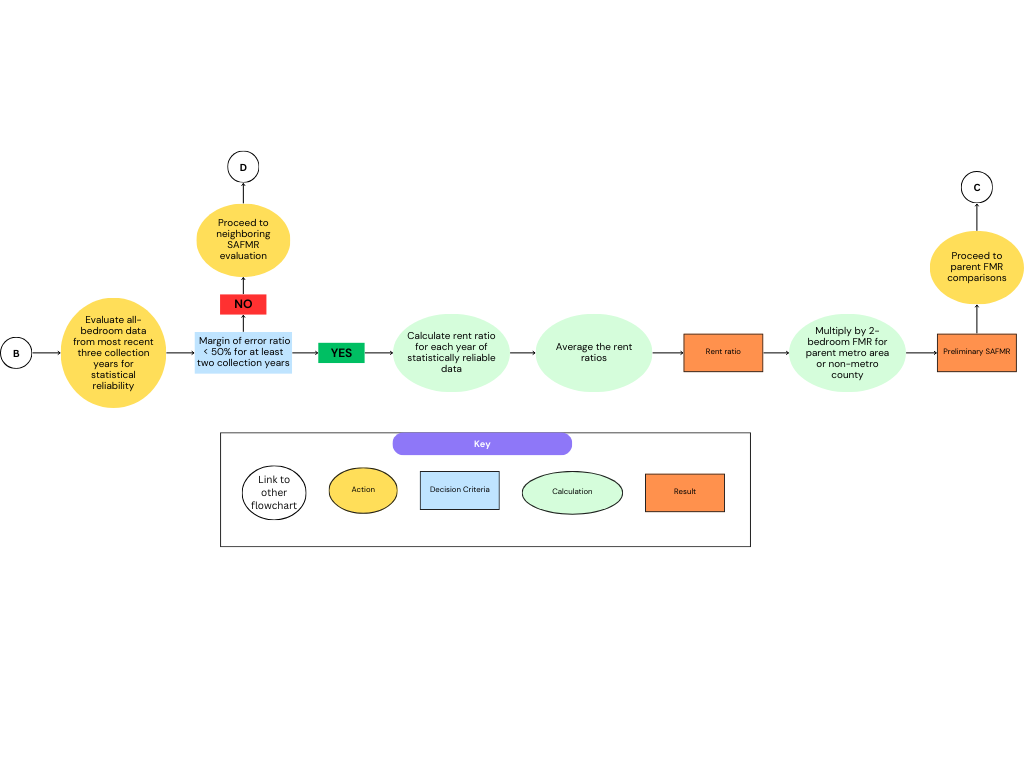 D
Proceed to
neighboring
SAFMR
evaluation
NO
B
Evaluate all-
bedroom data
from most recent
three collection
years for
statistical
reliability
Margin of error ratio
< 50% for at least
two collection years
YES
Calculate rent ratio
for each year of
statistically reliable
data
Average the rent
ratios
Rent ratio
Multiply by 2-
bedroom FMR for
parent metro area
or non-metro
county
Preliminary SAFMR
Proceed to
parent FMR
comparisons
C
Key
Link to
other
flowchart
Action
Decision Criteria
Calculation
Result